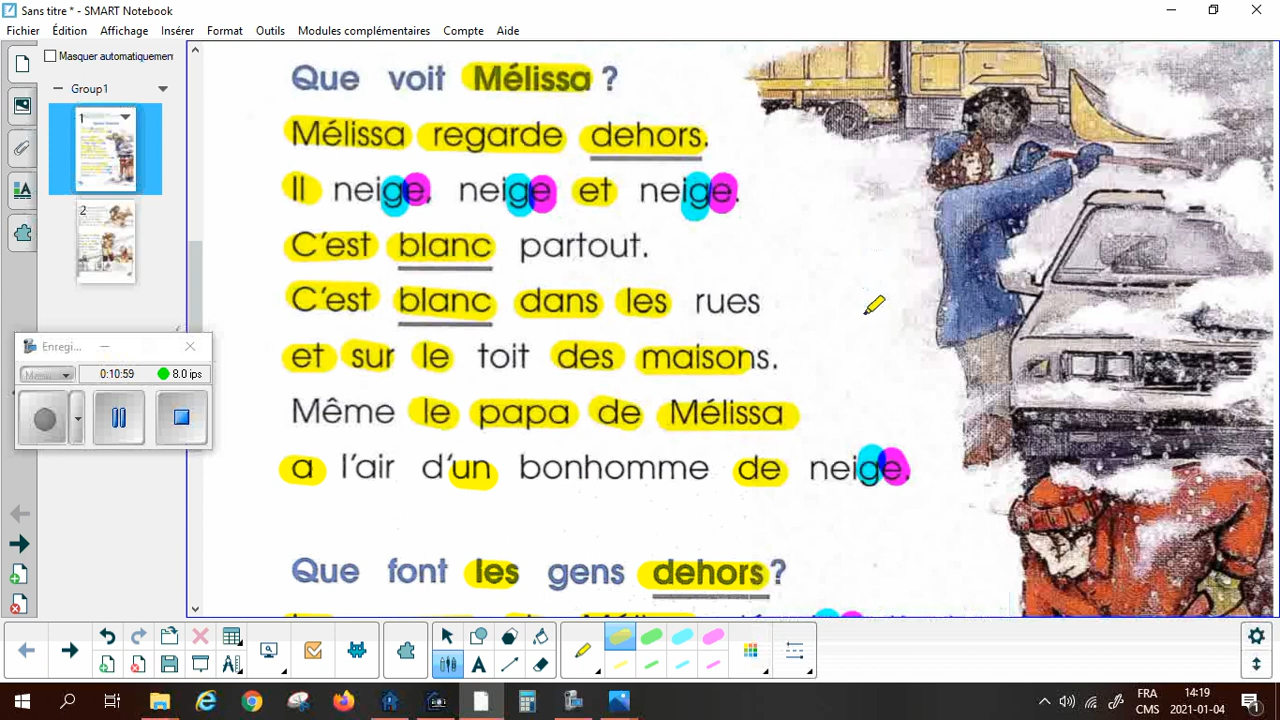 Sans titre * - SMART Notebook
Fichier Édition Affichage Insérer Format Outils Modules complémentaires Compte Aide
Masquer automatiquemen
Group1
1
2
Enregi...
0:10:59 8.0 ips
Que voit Mélissa ?
Mélissa regarde dehors.
Il neige, neige et neige.
C'est blanc partout.
C'est blanc dans les rues
et sur le toit des maisons.
Même le papa de Mélissa
a l'air d'un bonhomme de neige.
Que font les gens dehors ?
FRA
CMS
14:19
2021-01-04
1